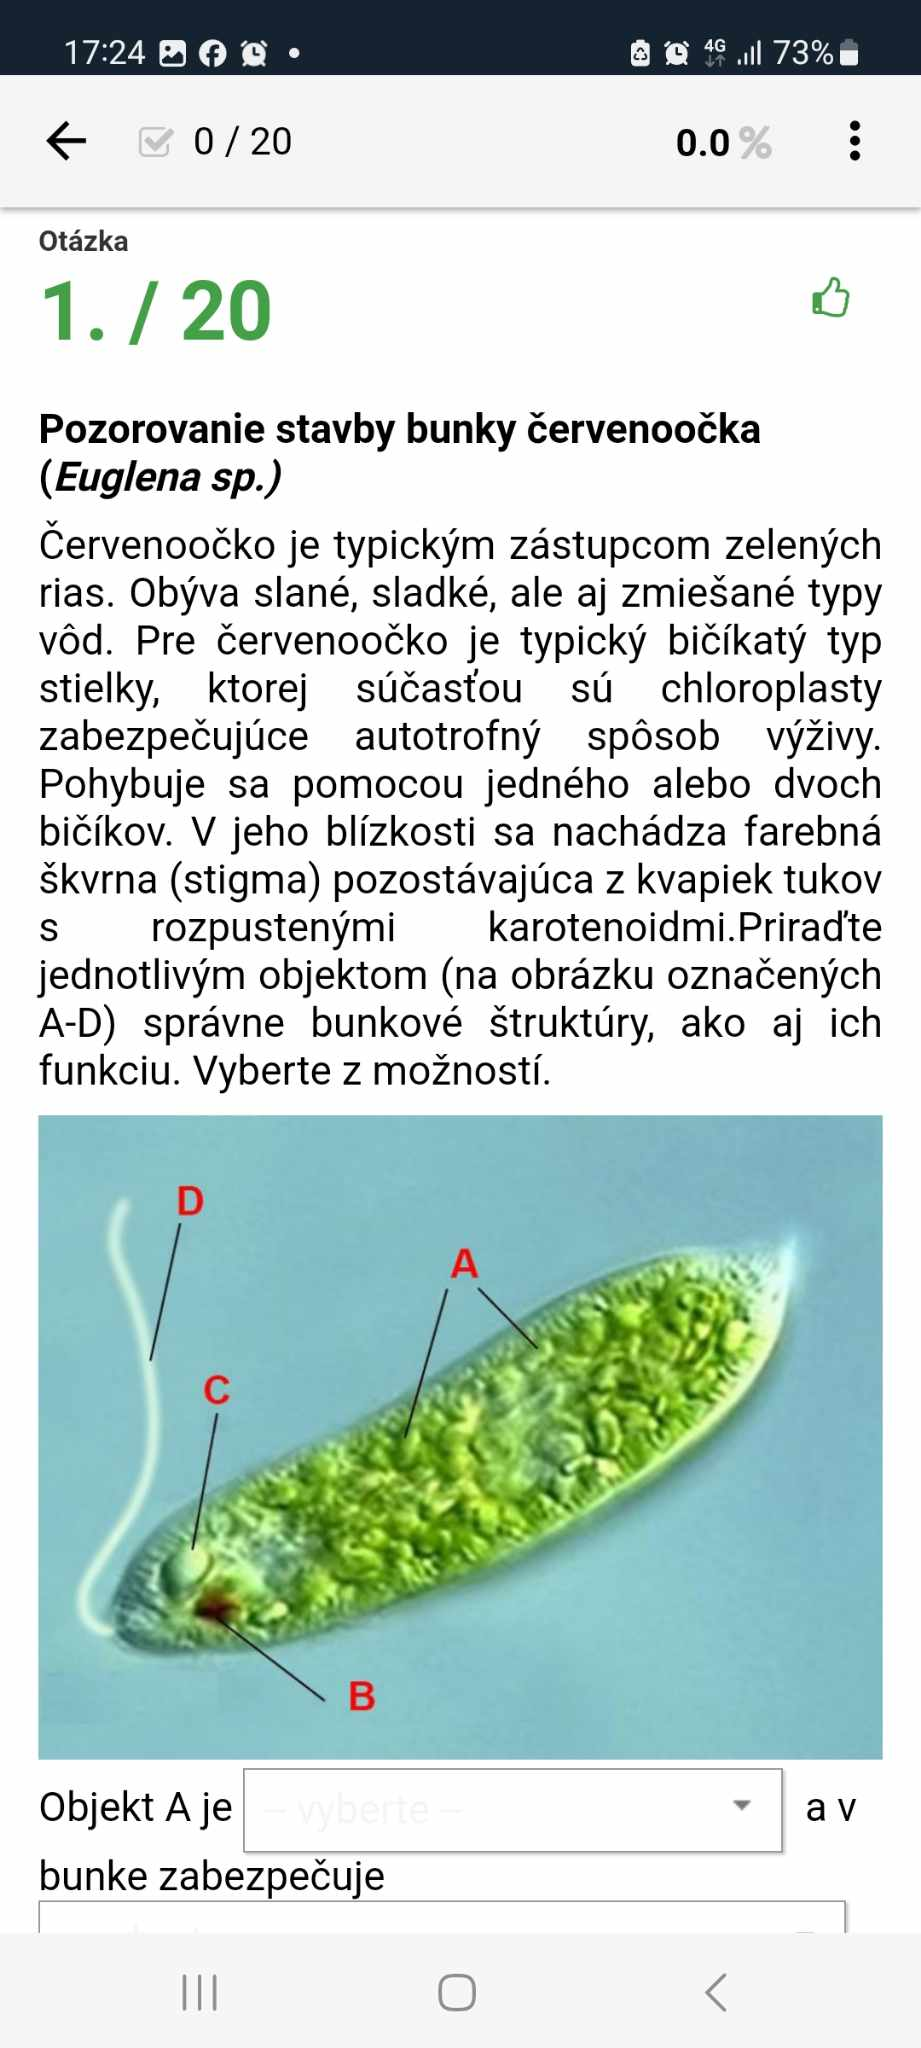 17:24
4G 73%
0 / 20
0.0 %
Otázka
1. / 20
Pozorovanie stavby bunky červenoočka
(Euglena sp.)
Červenoočko je typickým zástupcom zelených
rias. Obýva slané, sladké, ale aj zmiešané typy
vôd. Pre červenoočko je typický bičíkatý typ
stielky, ktorej súčasťou sú chloroplasty
zabezpečujúce autotrofný spôsob výživy.
Pohybuje sa pomocou jedného alebo dvoch
bičíkov. V jeho blízkosti sa nachádza farebná
škvrna (stigma) pozostávajúca z kvapiek tukov
s rozpustenými karotenoidmi.Priraďte
jednotlivým objektom (na obrázku označených
A-D) správne bunkové štruktúry, ako aj ich
funkciu. Vyberte z možností.
D
A
C
B
Objekt A je -- vyberte -- a v
bunke zabezpečuje